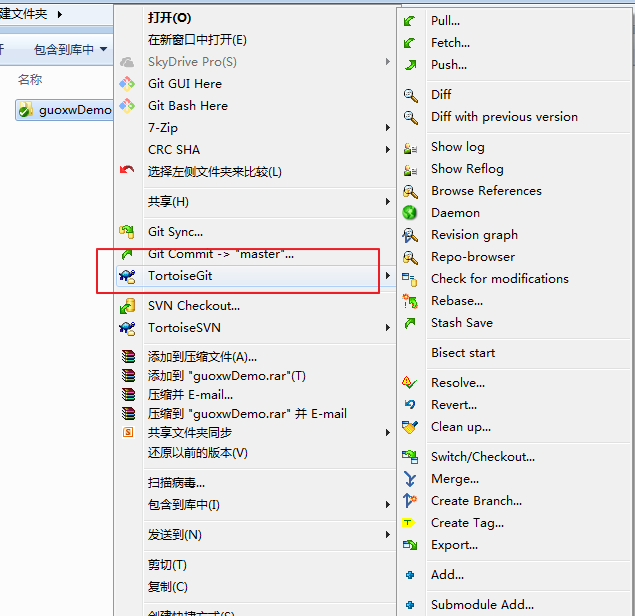 建文件夹
开
包含到库中
名称
guoxwDemo
打开(O)
在新窗口中打开(E)
SkyDrive Pro(S)
Git GUI Here
Git Bash Here
7-Zip
CRC SHA
选择左侧文件夹来比较(L)
共享(H)
Git Sync...
Git Commit -> "master"...
TortoiseGit
SVN Checkout...
TortoiseSVN
添加到压缩文件(A)...
添加到 "guoxwDemo.rar"(T)
压缩并 E-mail...
压缩到 "guoxwDemo.rar" 并 E-mail
共享文件夹同步
还原以前的版本(V)
扫描病毒...
包含到库中(I)
发送到(N)
剪切(T)
复制(C)
创建快捷方式(S)
Pull...
Fetch...
Push...
Diff
Diff with previous version
Show log
Show Reflog
Browse References
Daemon
Revision graph
Repo-browser
Check for modifications
Rebase...
Stash Save
Bisect start
Resolve...
Revert...
Clean up...
Switch/Checkout...
Merge...
Create Branch...
Create Tag...
Export...
Add...
Submodule Add...